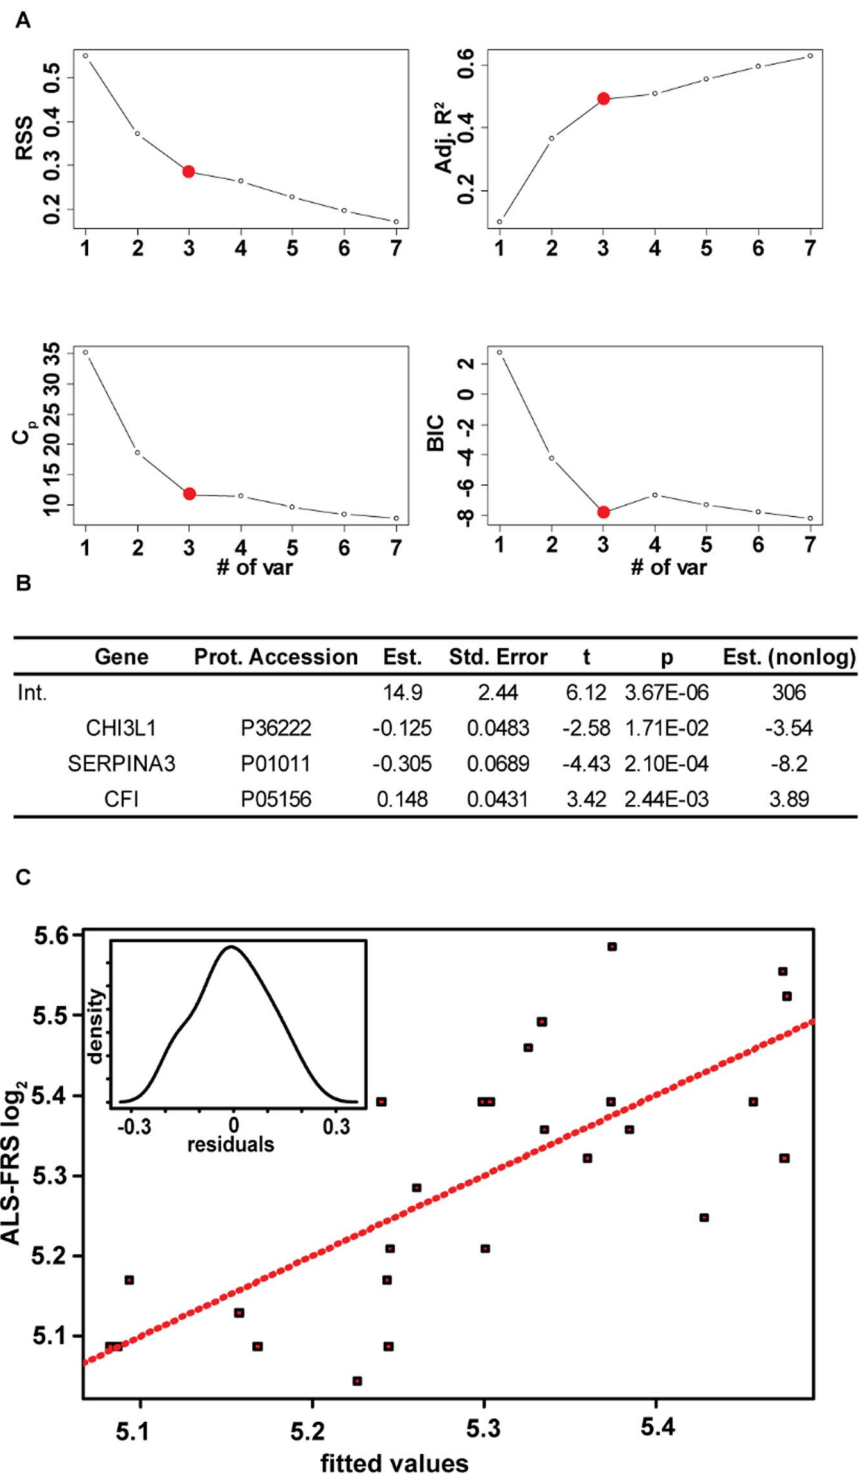 A
RSS
0.2 0.3 0.4 0.5
1 2 3 4 5 6 7
Adj. R2
0.2 0.4 0.6
1 2 3 4 5 6 7
Cp
10 15 20 25 30 35
1 2 3 4 5 6 7
# of var
BIC
-8 -6 -4 -2 0 2
1 2 3 4 5 6 7
# of var
B
Gene Prot. Accession Est. Std. Error t p Est. (nonlog)
Int. 14.9 2.44 6.12 3.67E-06 306
CHI3L1 P36222 -0.125 0.0483 -2.58 1.71E-02 -3.54
SERPINA3 P01011 -0.305 0.0689 -4.43 2.10E-04 -8.2
CFI P05156 0.148 0.0431 3.42 2.44E-03 3.89
C
ALS-FRS log2
5.6
5.5
5.4
5.3
5.2
5.1
density
-0.3 0 0.3
residuals
5.1 5.2 5.3 5.4
fitted values